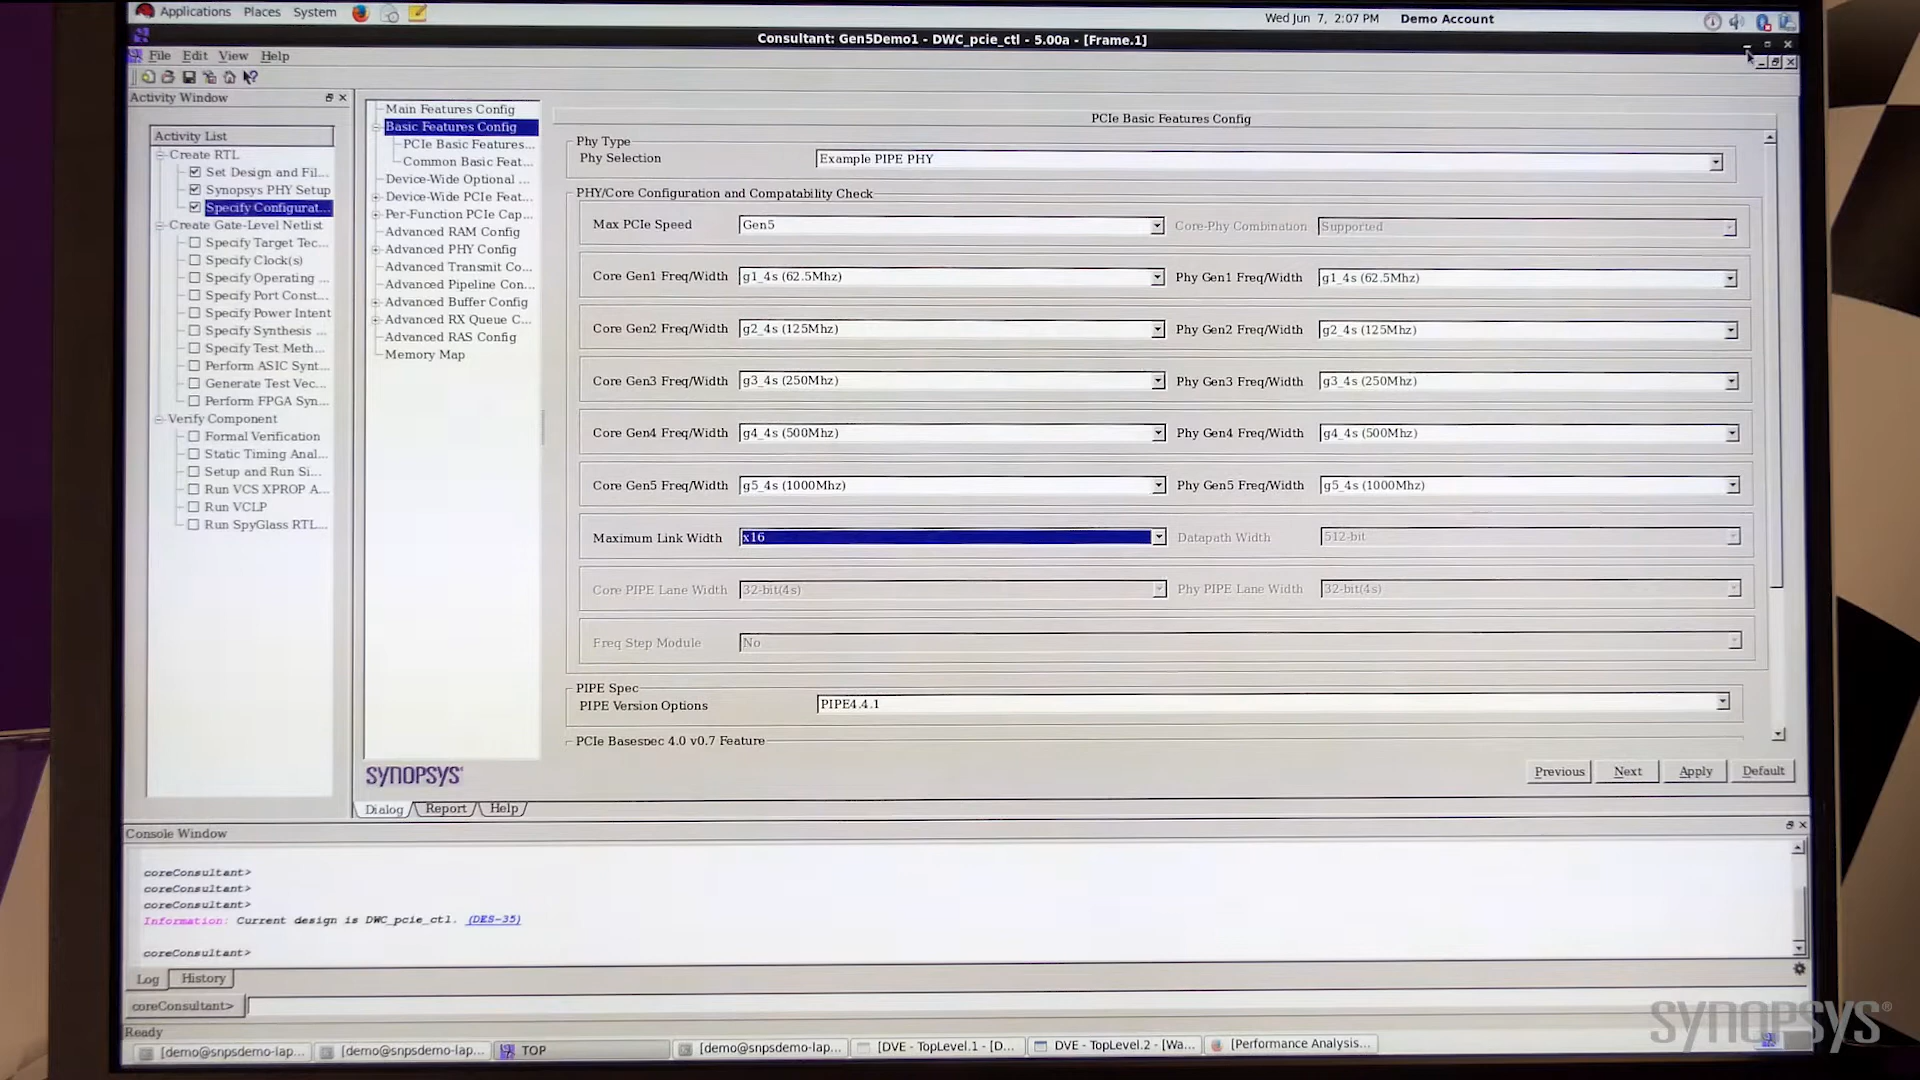 Applications Places System
Wed Jun 7, 2:07 PM Demo Account
Consultant: Gen5Demo1 - DWC_pcie_ctl - 5.00a - [Frame.1]
File Edit View Help
Activity Window
Activity List
Create RTL
Set Design and Fil...
Synopsys PHY Setup
Specify Configurat...
Create Gate-Level Netlist
Specify Target Tec...
Specify Clock(s)
Specify Operating ...
Specify Port Const...
Specify Power Intent
Specify Synthesis ...
Specify Test Meth...
Perform ASIC Synt...
Generate Test Vec...
Perform FPGA Syn...
Verify Component
Formal Verification
Static Timing Anal...
Setup and Run Si...
Run VCS XPROP A...
Run VCLP
Run SpyGlass RTL...
Main Features Config
Basic Features Config
PCIe Basic Features...
Common Basic Feat...
Device-Wide Optional ...
Device-Wide PCIe Feat...
Per-Function PCIe Cap...
Advanced RAM Config
Advanced PHY Config
Advanced Transmit Co...
Advanced Pipeline Con...
Advanced Buffer Config
Advanced RX Queue C...
Advanced RAS Config
Memory Map
SYNOPSYS
PCIe Basic Features Config
Phy Type
Phy Selection Example PIPE PHY
PHY/Core Configuration and Compatability Check
Max PCIe Speed Gen5 Core-Phy Combination Supported
Core Gen1 Freq/Width g1_4s (62.5Mhz) Phy Gen1 Freq/Width g1_4s (62.5Mhz)
Core Gen2 Freq/Width g2_4s (125Mhz) Phy Gen2 Freq/Width g2_4s (125Mhz)
Core Gen3 Freq/Width g3_4s (250Mhz) Phy Gen3 Freq/Width g3_4s (250Mhz)
Core Gen4 Freq/Width g4_4s (500Mhz) Phy Gen4 Freq/Width g4_4s (500Mhz)
Core Gen5 Freq/Width g5_4s (1000Mhz) Phy Gen5 Freq/Width g5_4s (1000Mhz)
Maximum Link Width x16 Datapath Width 512-bit
Core PIPE Lane Width 32-bit(4s) Phy PIPE Lane Width 32-bit(4s)
Freq Step Module No
PIPE Spec
PIPE Version Options PIPE4.4.1
PCIe Basespec 4.0 v0.7 Feature
Previous Next Apply Default
Dialog Report Help
Console Window
coreConsultant>
coreConsultant>
coreConsultant>
Information: Current design is DWC_pcie_ctl. (DES-35)
coreConsultant>
Log History
coreConsultant>
Ready
[demo@snpsdemo-lap... [demo@snpsdemo-lap... TOP [demo@snpsdemo-lap... [DVE - TopLevel.1 - [D... DVE - TopLevel.2 - [Wa... [Performance Analysis...
SYNOPSYS®